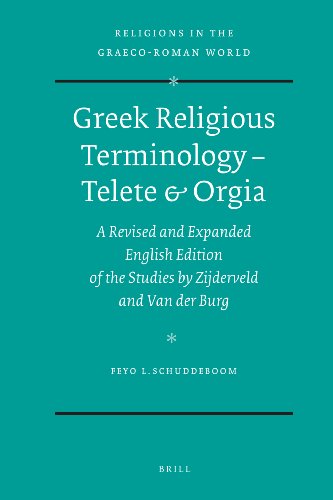 RELIGIONS IN THE
GRAECO-ROMAN WORLD
*
Greek Religious
Terminology –
Telete & Orgia
A Revised and Expanded
English Edition
of the Studies by Zijderveld
and Van der Burg
*
FEYO L. SCHUDDEBOOM
BRILL